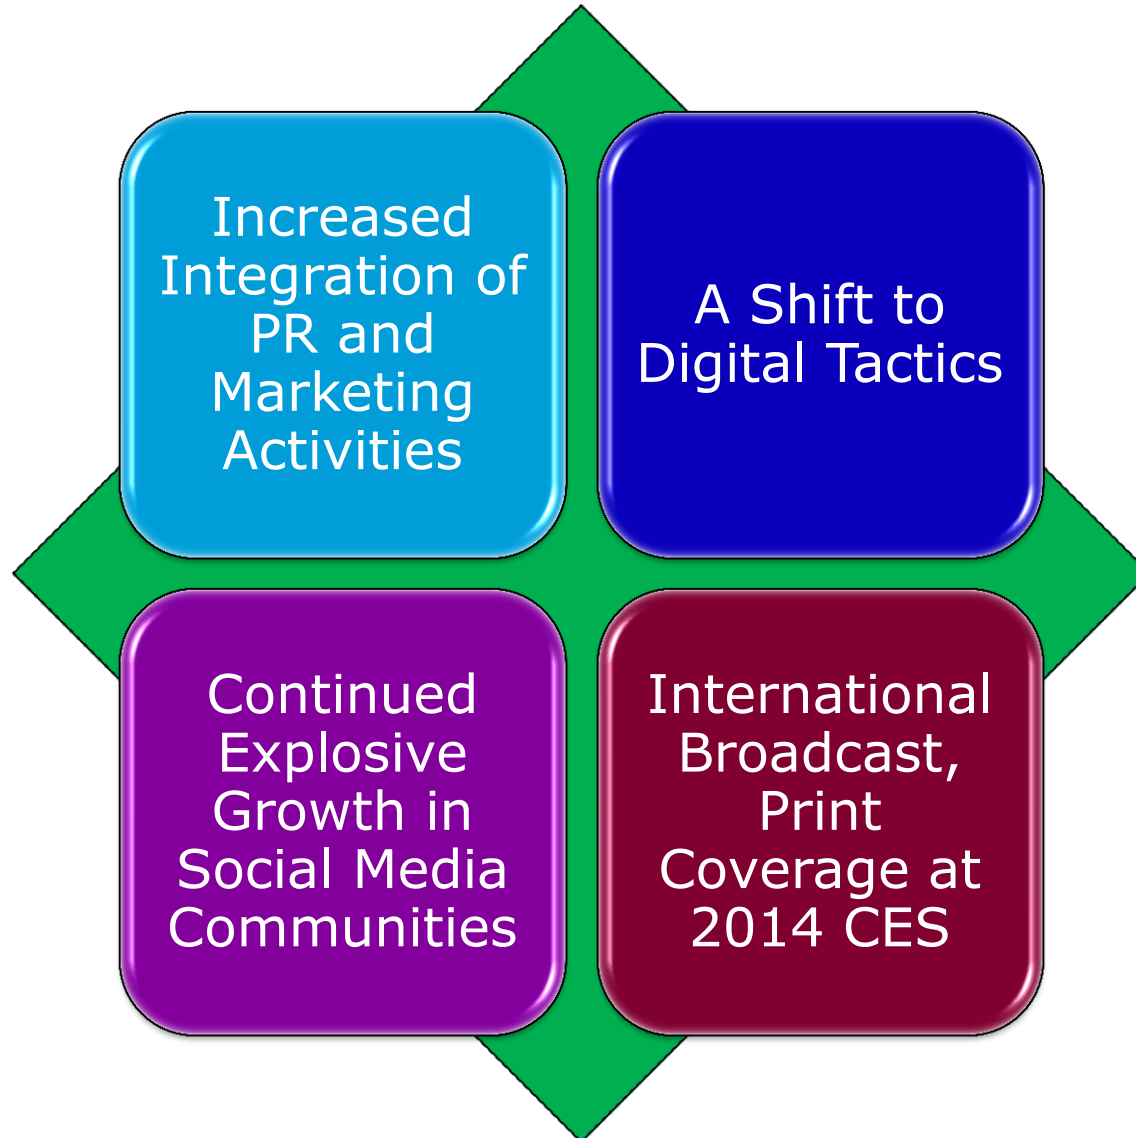 Increased
Integration of
PR and
Marketing
Activities
A Shift to
Digital Tactics
Continued
Explosive
Growth in
Social Media
Communities
International
Broadcast,
Print
Coverage at
2014 CES